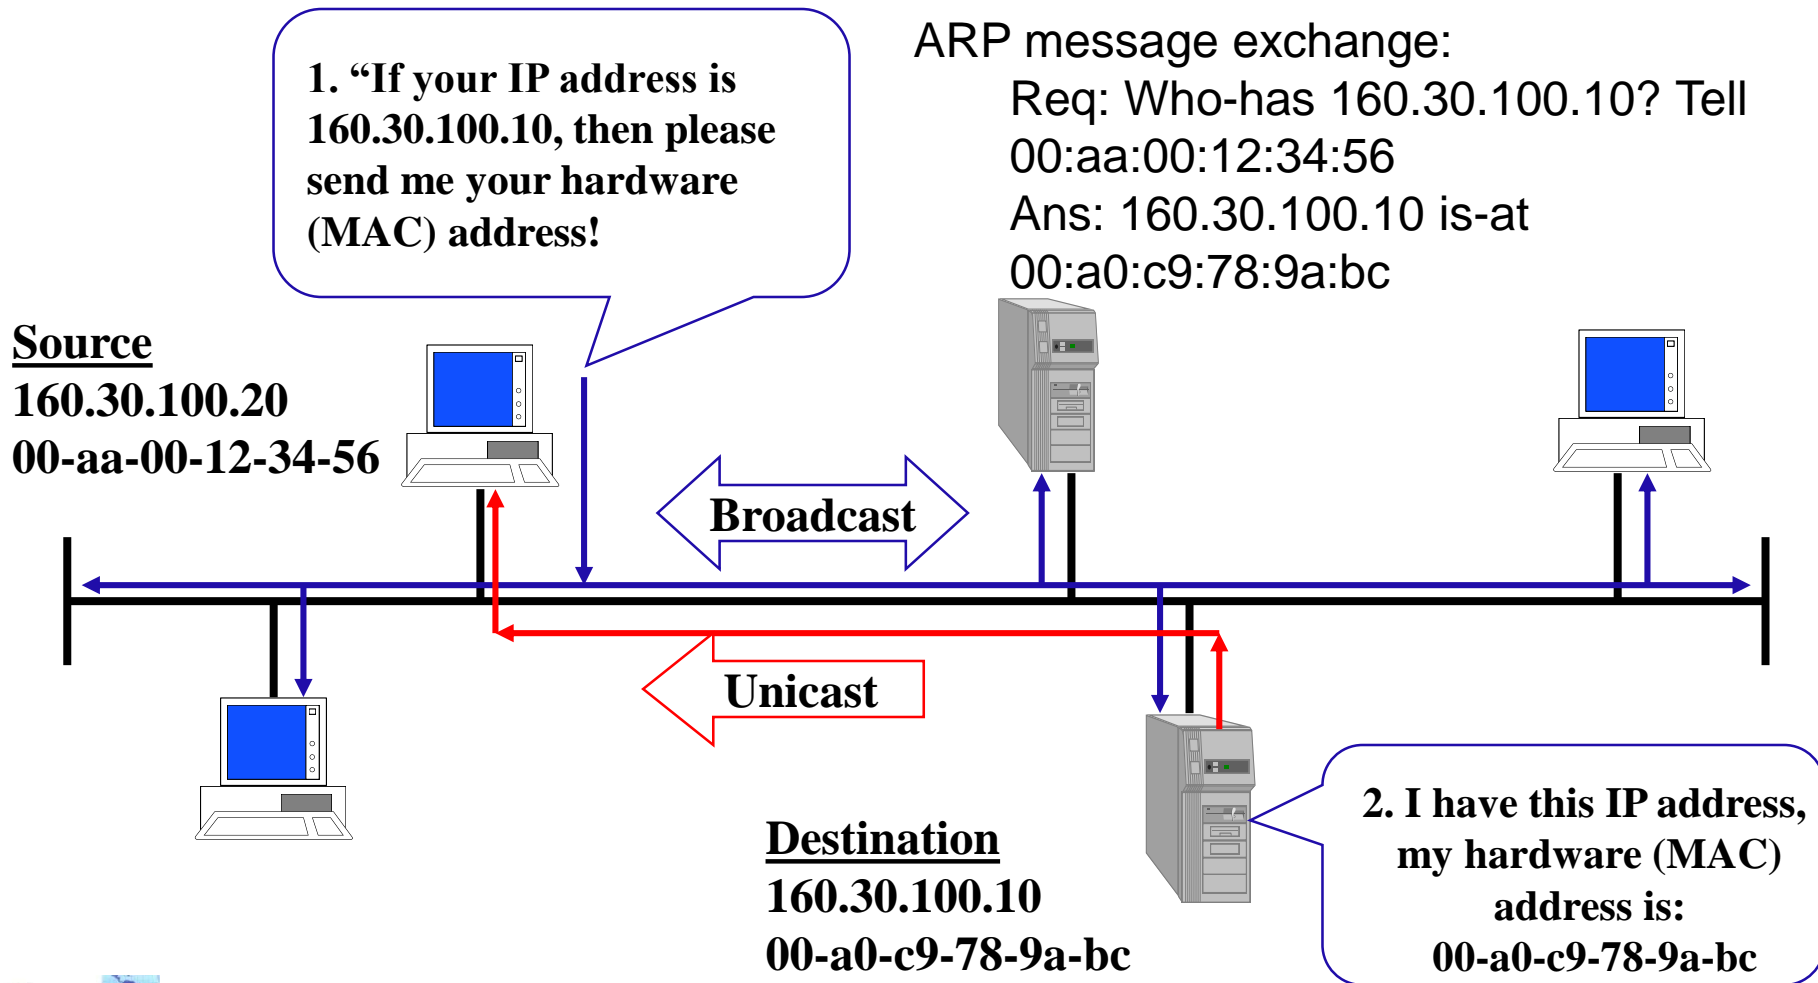 1. “If your IP address is
160.30.100.10, then please
send me your hardware
(MAC) address!
ARP message exchange:
Req: Who-has 160.30.100.10? Tell
00:aa:00:12:34:56
Ans: 160.30.100.10 is-at
00:a0:c9:78:9a:bc
Source
160.30.100.20
00-aa-00-12-34-56
Broadcast
Unicast
Destination
160.30.100.10
00-a0-c9-78-9a-bc
2. I have this IP address,
my hardware (MAC)
address is:
00-a0-c9-78-9a-bc